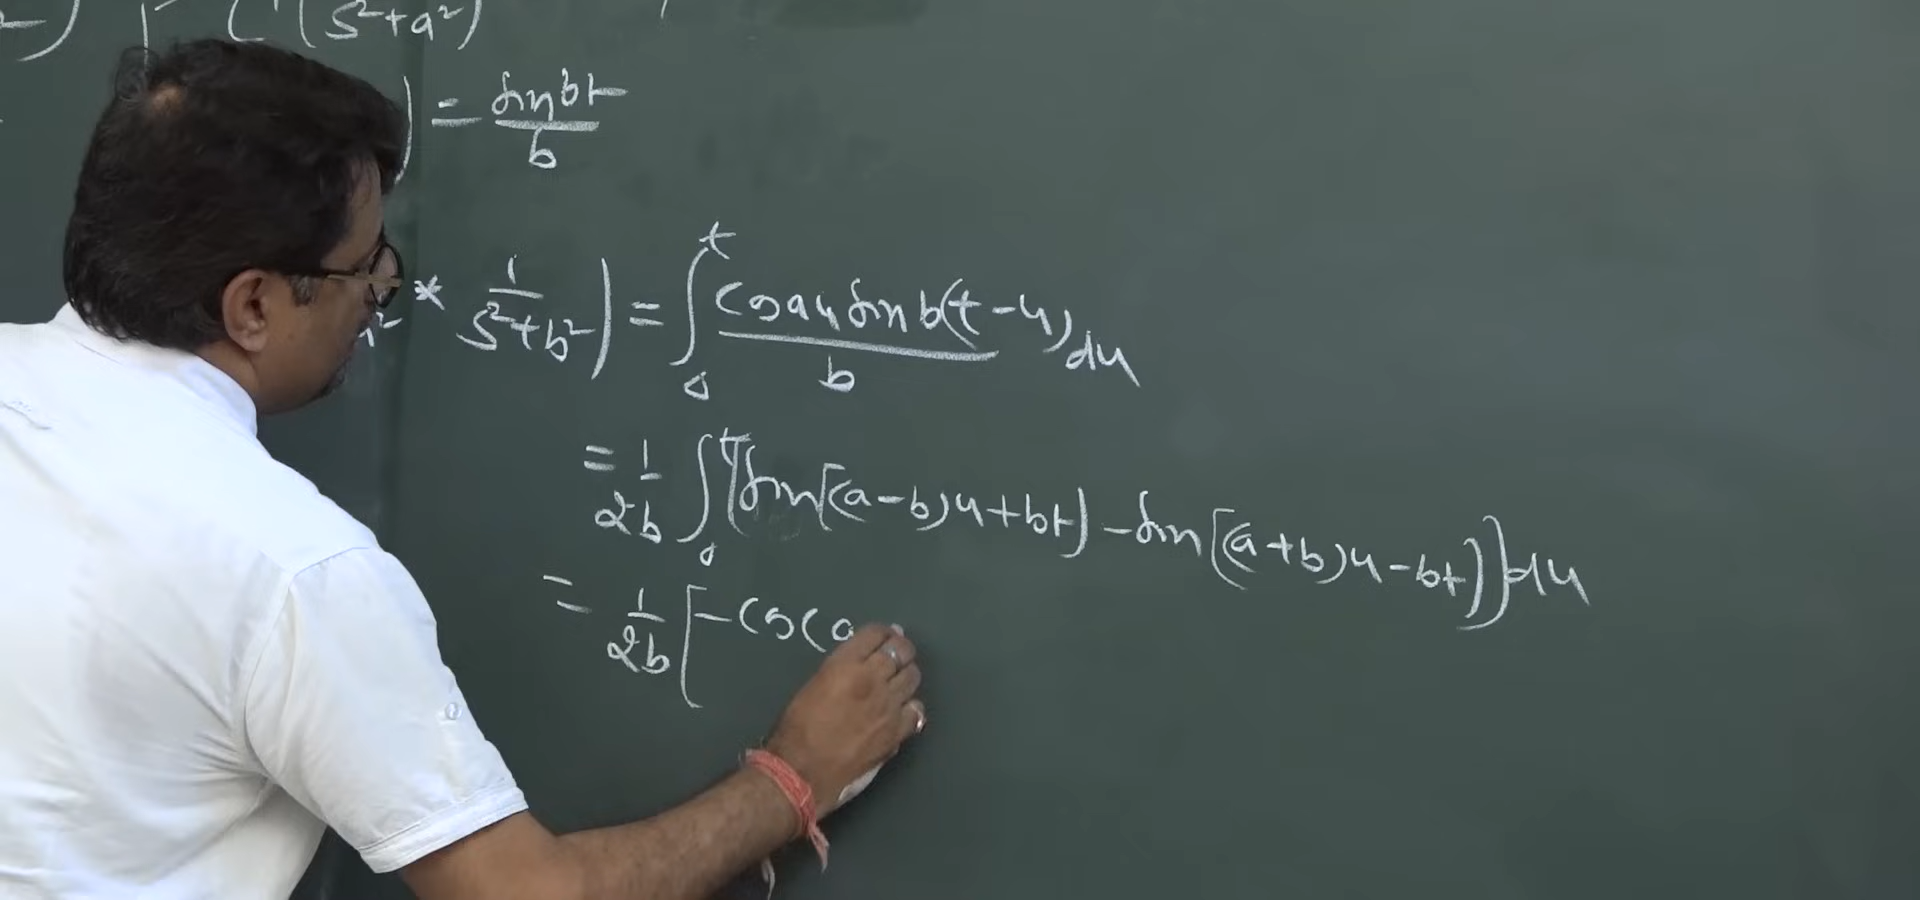 (s²+a²)
) = sin bt / b
a² * 1/(s²+b²) ) = ∫₀ᵗ cos au sin b(t-u) / b du
= 1/2b ∫₀ᵗ {sin[(a-b)u+bt] - sin[(a+b)u-bt]} du
= 1/2b [-cos(a